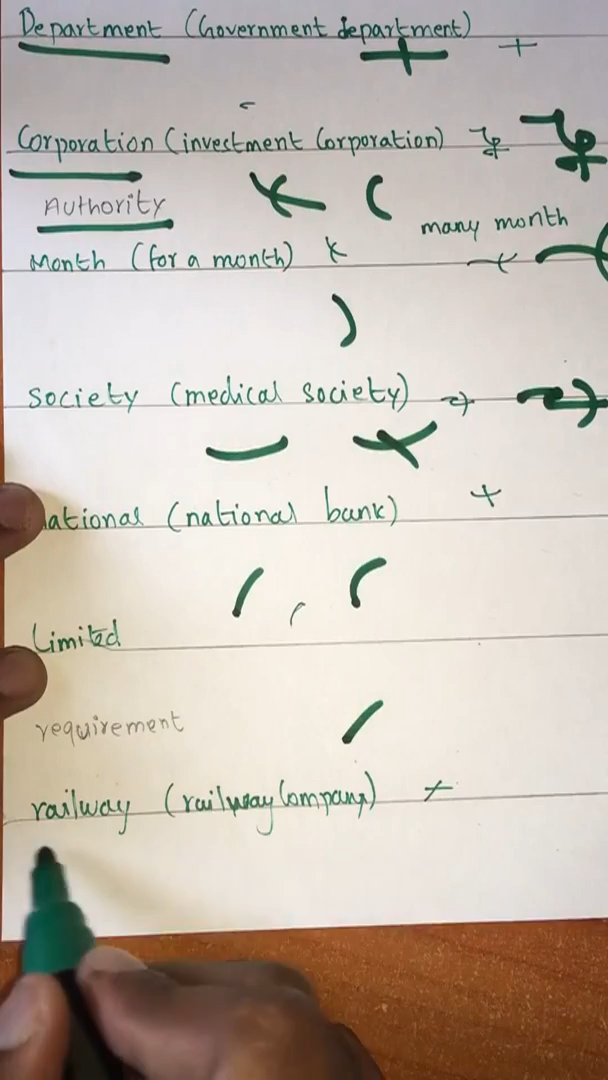 Department (Government department)
Corporation (investment Corporation)
Authority
many month
Month (for a month)
Society (medical society)
ational (national bank)
Limited
requirement
railway (railway Company)